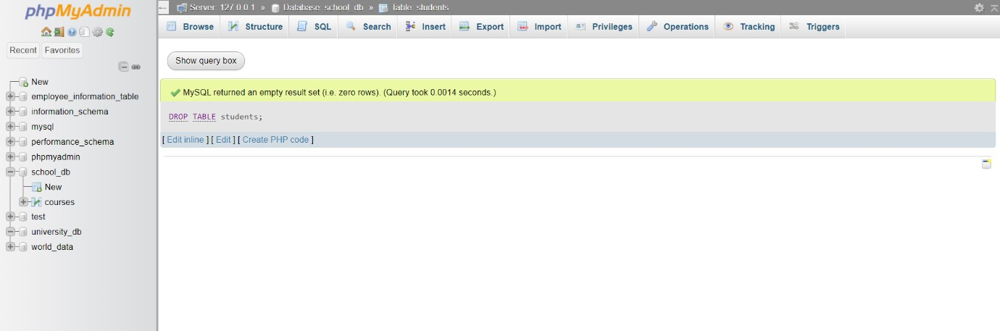 phpMyAdmin
Recent Favorites
New
employee_information_table
information_schema
mysql
performance_schema
phpmyadmin
school_db
New
courses
test
university_db
world_data
Server: 127.0.0.1 » Database: school_db » Table: students
Browse Structure SQL Search Insert Export Import Privileges Operations Tracking Triggers
Show query box
MySQL returned an empty result set (i.e. zero rows). (Query took 0.0014 seconds.)
DROP TABLE students;
[ Edit inline ] [ Edit ] [ Create PHP code ]